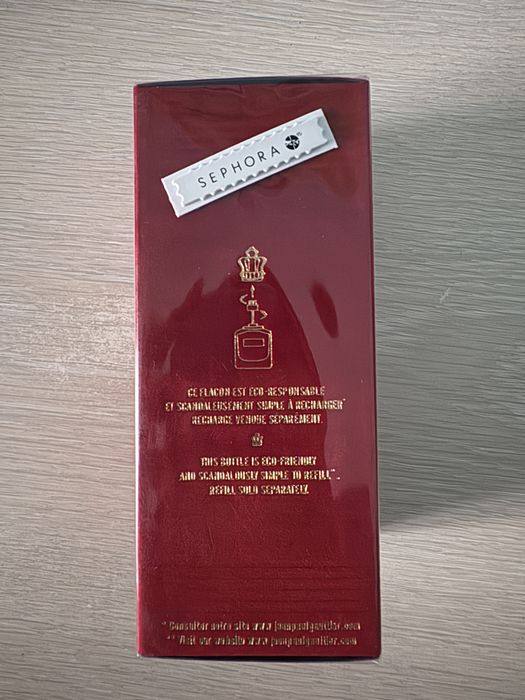 SEPHORA
CE FLACON EST ÉCO-RESPONSABLE
ET SCANDALEUSEMENT SIMPLE À RECHARGER*
RECHARGE VENDUE SÉPARÉMENT.
THIS BOTTLE IS ECO-FRIENDLY
AND SCANDALOUSLY SIMPLE TO REFILL**.
REFILL SOLD SEPARATELY.
* Consulter notre site www.jeanpaulgaultier.com
** Visit our website www.jeanpaulgaultier.com